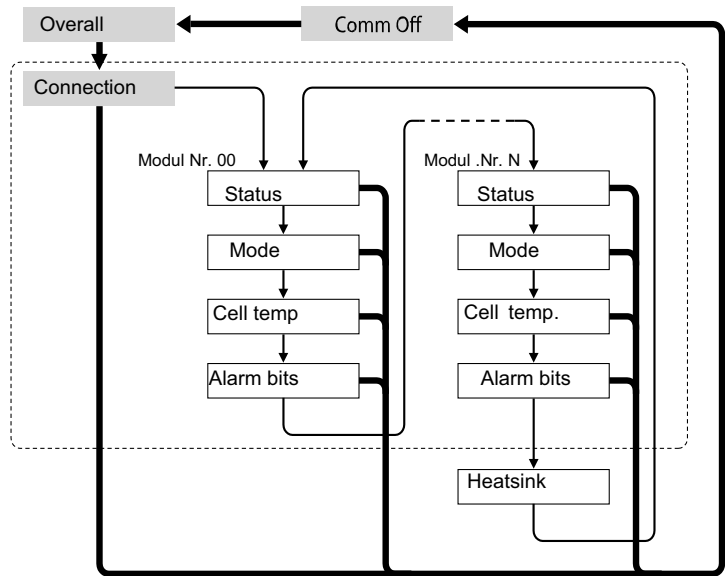 Overall
Comm Off
Connection
Modul Nr. 00
Status
Mode
Cell temp
Alarm bits
Modul .Nr. N
Status
Mode
Cell temp.
Alarm bits
Heatsink